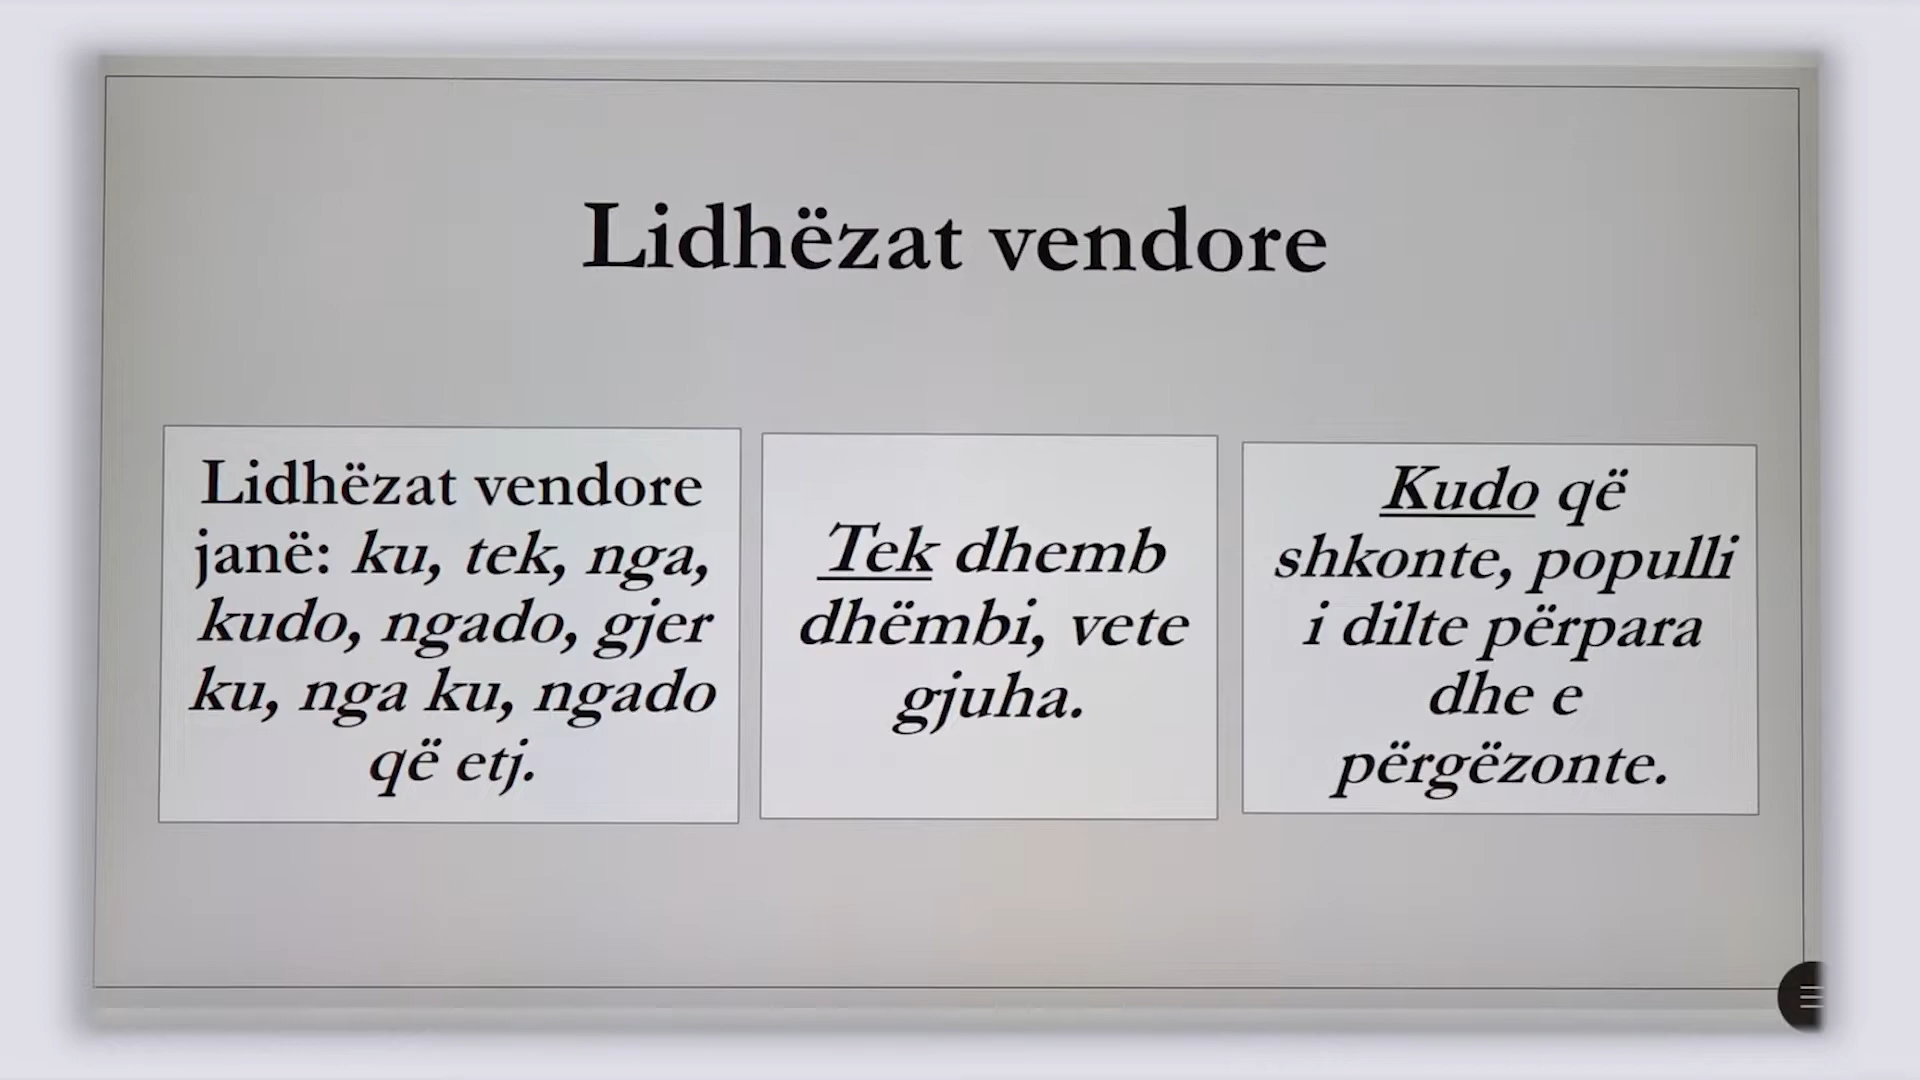 Lidhëzat vendore
Lidhëzat vendore
janë: ku, tek, nga,
kudo, ngado, gjer
ku, nga ku, ngado
që etj.
Tek dhemb
dhëmbi, vete
gjuha.
Kudo që
shkonte, populli
i dilte përpara
dhe e
përgëzonte.